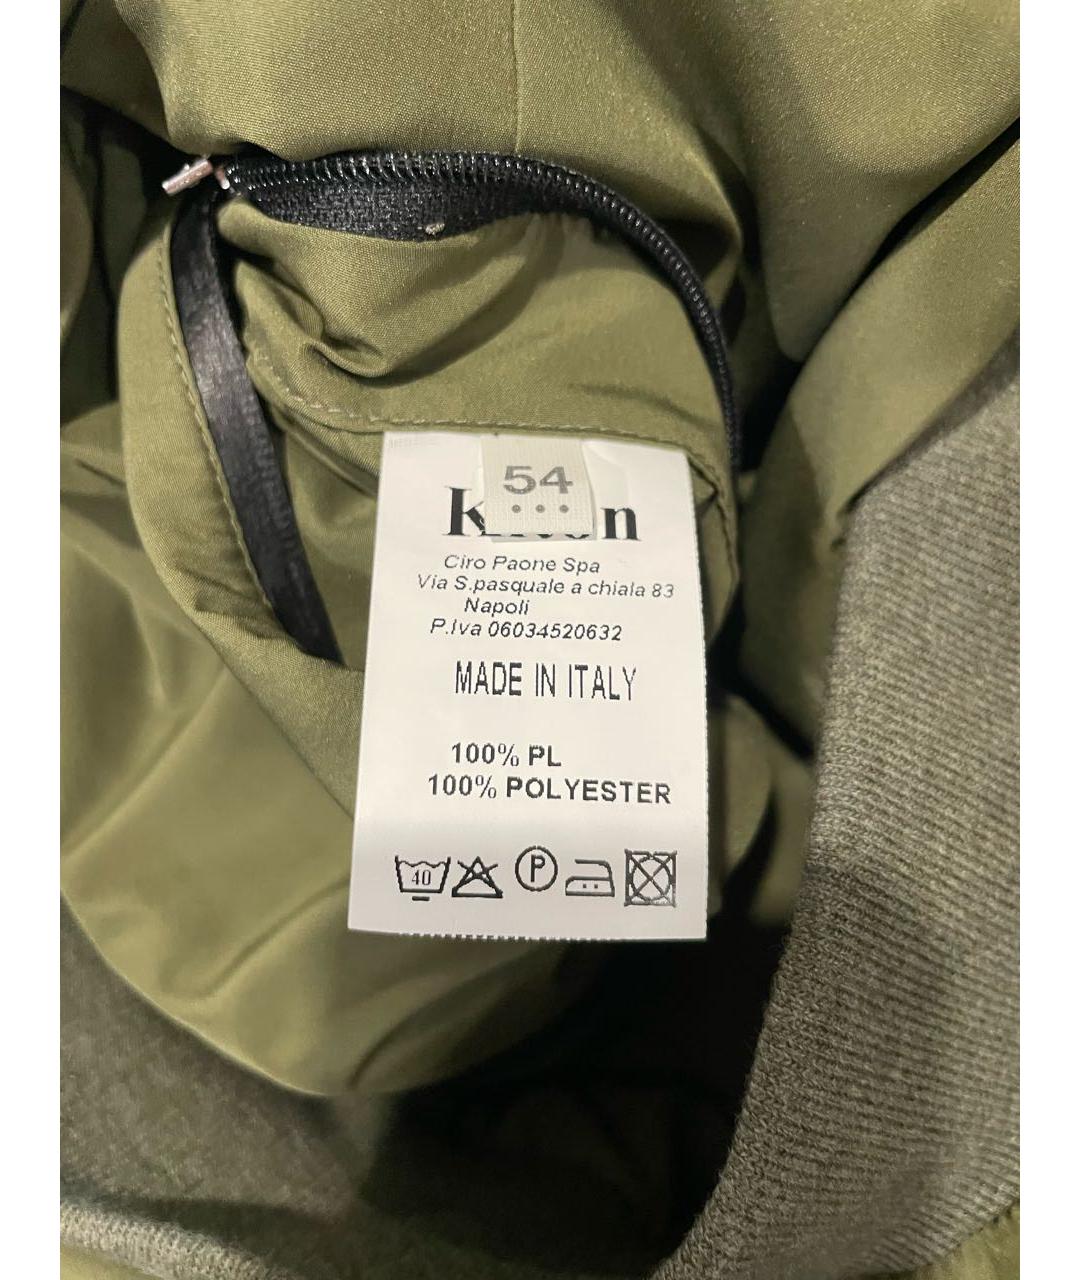 54
Ciro Paone Spa
Via S.pasquale a chiala 83
Napoli
P.Iva 06034520632
MADE IN ITALY
100% PL
100% POLYESTER
40
P